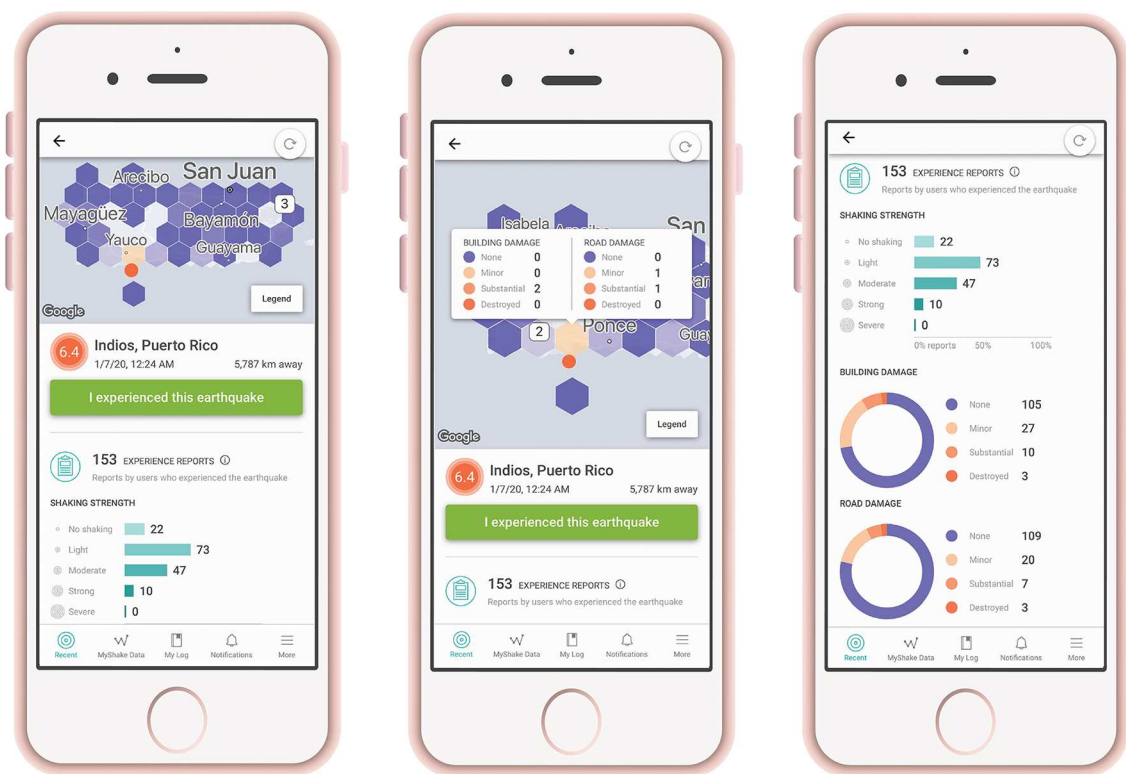 Arecibo San Juan
3
Mayagüez
Bayamón
Yauco
Guayama
Google
Legend
6.4 Indios, Puerto Rico
1/7/20, 12:24 AM 5,787 km away
I experienced this earthquake
153 EXPERIENCE REPORTS
Reports by users who experienced the earthquake
SHAKING STRENGTH
No shaking 22
Light 73
Moderate 47
Strong 10
Severe 0
Recent MyShake Data My Log Notifications More
Isabela San
BUILDING DAMAGE ROAD DAMAGE
None 0 None 0
Minor 0 Minor 1
Substantial 2 Substantial 1
Destroyed 0 Destroyed 0
2 Ponce
Guay
Legend
Google
6.4 Indios, Puerto Rico
1/7/20, 12:24 AM 5,787 km away
I experienced this earthquake
153 EXPERIENCE REPORTS
Reports by users who experienced the earthquake
Recent MyShake Data My Log Notifications More
153 EXPERIENCE REPORTS
Reports by users who experienced the earthquake
SHAKING STRENGTH
No shaking 22
Light 73
Moderate 47
Strong 10
Severe 0
0% reports 50% 100%
BUILDING DAMAGE
None 105
Minor 27
Substantial 10
Destroyed 3
ROAD DAMAGE
None 109
Minor 20
Substantial 7
Destroyed 3
Recent MyShake Data My Log Notifications More